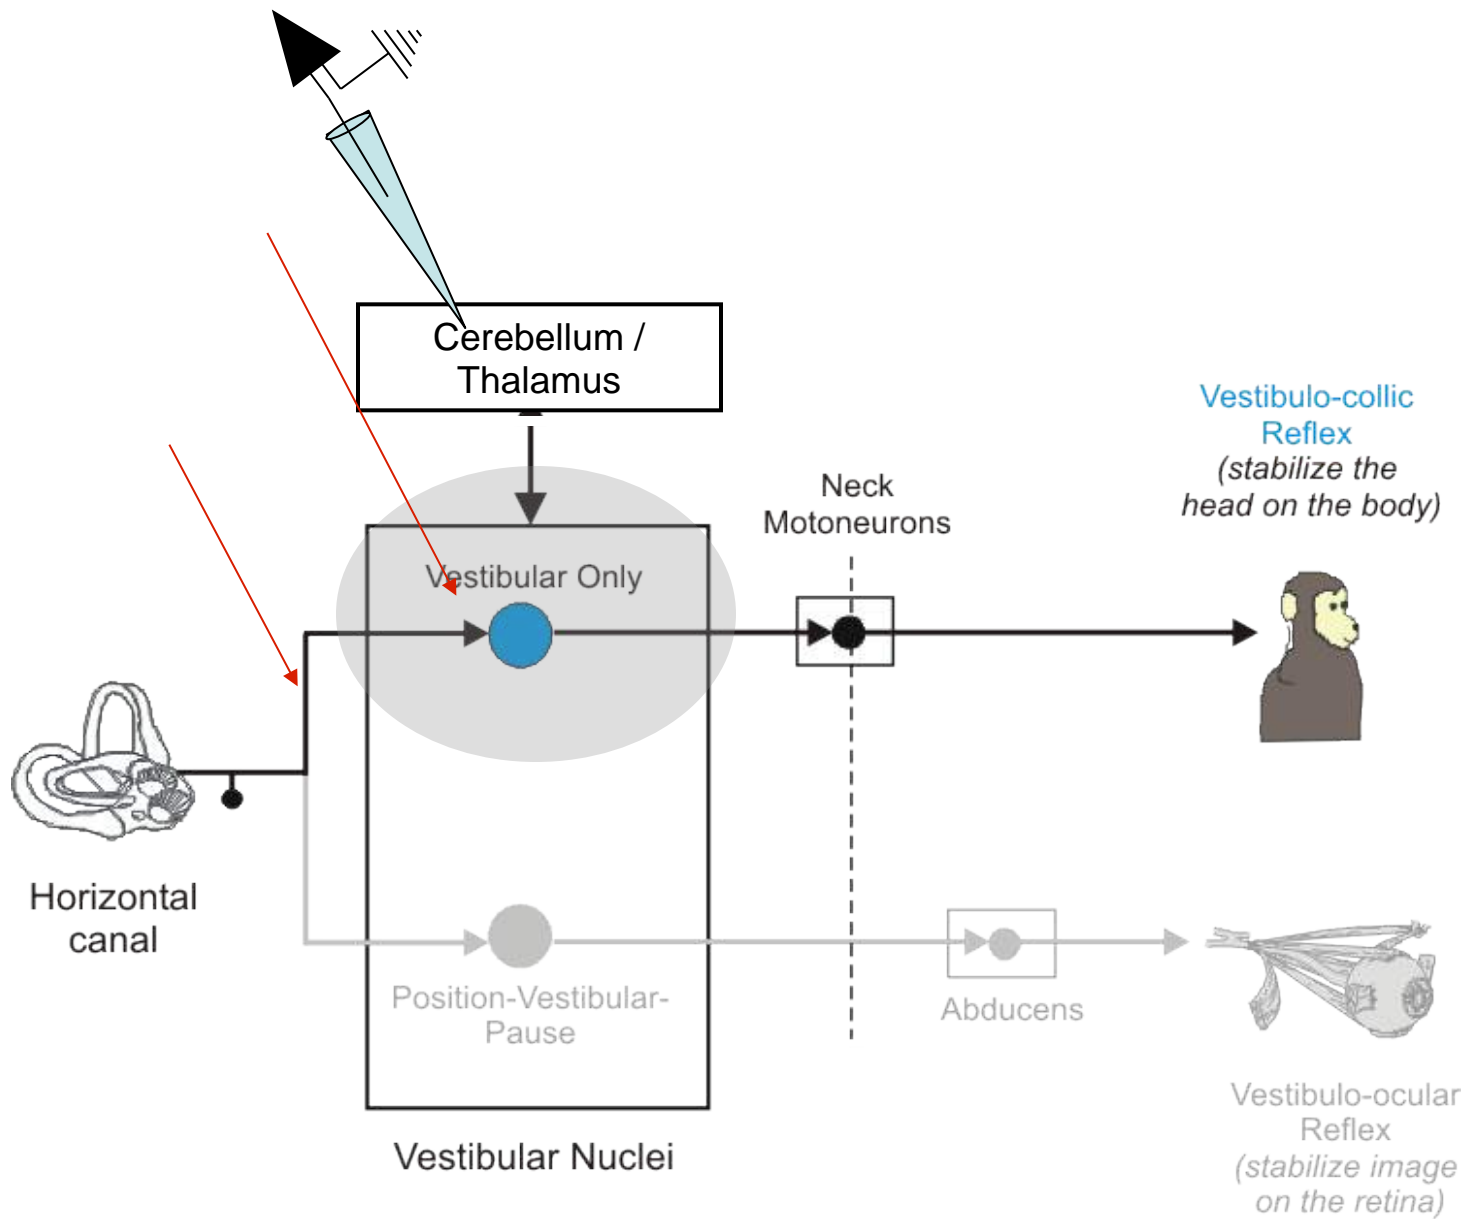 Cerebellum /
Thalamus
Vestibulo-collic
Reflex
(stabilize the
head on the body)
Neck
Motoneurons
Vestibular Only
Horizontal
canal
Position-Vestibular-
Pause
Abducens
Vestibulo-ocular
Reflex
(stabilize image
on the retina)
Vestibular Nuclei